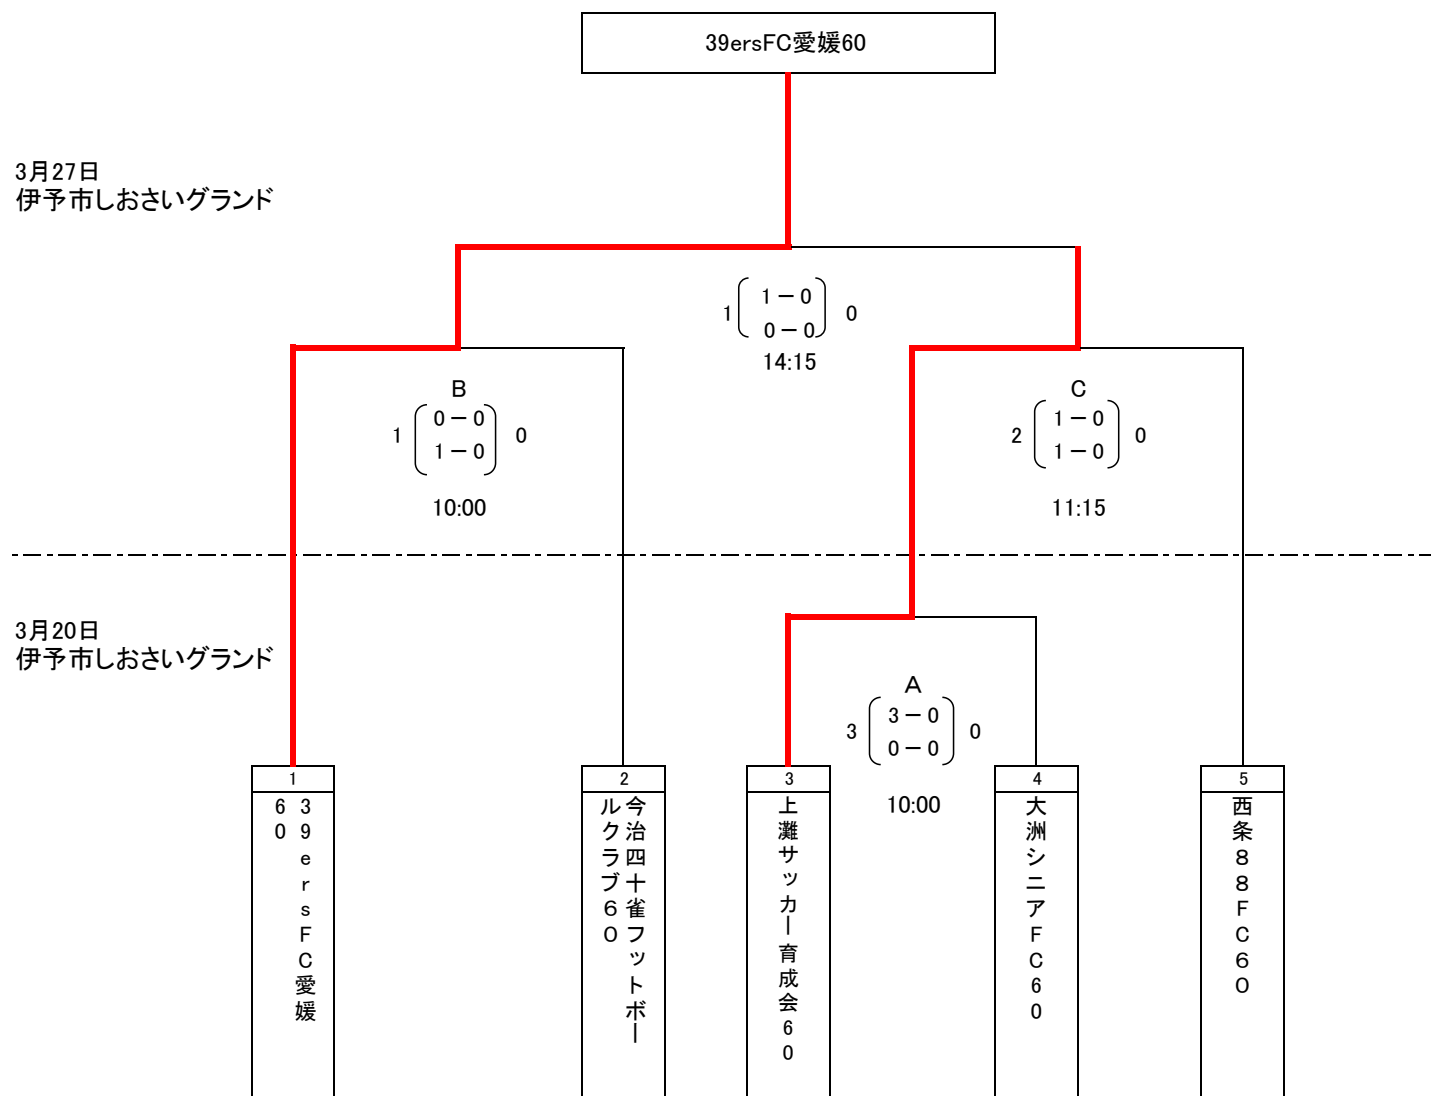 39ersFC愛媛60
3月27日
伊予市しおさいグランド
1 1－0 0
0－0
14:15
B
1 0－0 0
1－0
10:00
C
2 1－0 0
1－0
11:15
3月20日
伊予市しおさいグランド
A
3 3－0 0
0－0
10:00
1
39ersFC愛媛
60
2
今治四十雀フットボー
ルクラブ60
3
上灘サッカー育成会60
4
大洲シニアFC60
5
西条88FC60